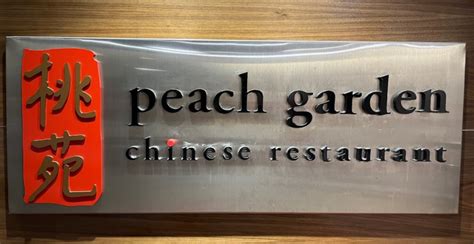 桃苑
peach garden
chinese restaurant